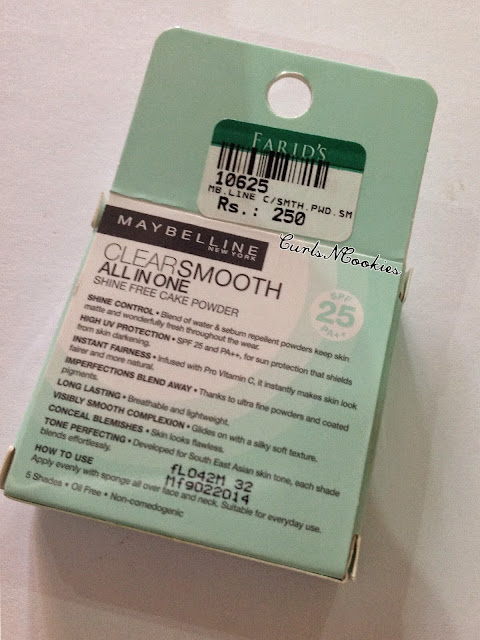 FARID'S
10625
MB.LINE C/SMTH.PWD.SM
Rs.: 250
CurlsNCookies
MAYBELLINE
NEW YORK
CLEARSMOOTH
ALL IN ONE
SHINE FREE CAKE POWDER
SPF
25
PA++
SHINE CONTROL • Blend of water & sebum repellent powders keep skin
matte and wonderfully fresh throughout the wear.
HIGH UV PROTECTION • SPF 25 and PA++, for sun protection that shields
from skin darkening.
INSTANT FAIRNESS • Infused with Pro Vitamin C, it instantly makes skin look
fairer and more natural.
IMPERFECTIONS BLEND AWAY • Thanks to ultra fine powders and coated
pigments.
LONG LASTING • Breathable and lightweight.
VISIBLY SMOOTH COMPLEXION • Glides on with a silky soft texture.
CONCEAL BLEMISHES • Skin looks flawless.
TONE PERFECTING • Developed for South East Asian skin tone, each shade
blends effortlessly.
HOW TO USE
Apply evenly with sponge all over face and neck. Suitable for everyday use.
5 Shades • Oil Free • Non-comedogenic
fL042M 32
Mfg022014